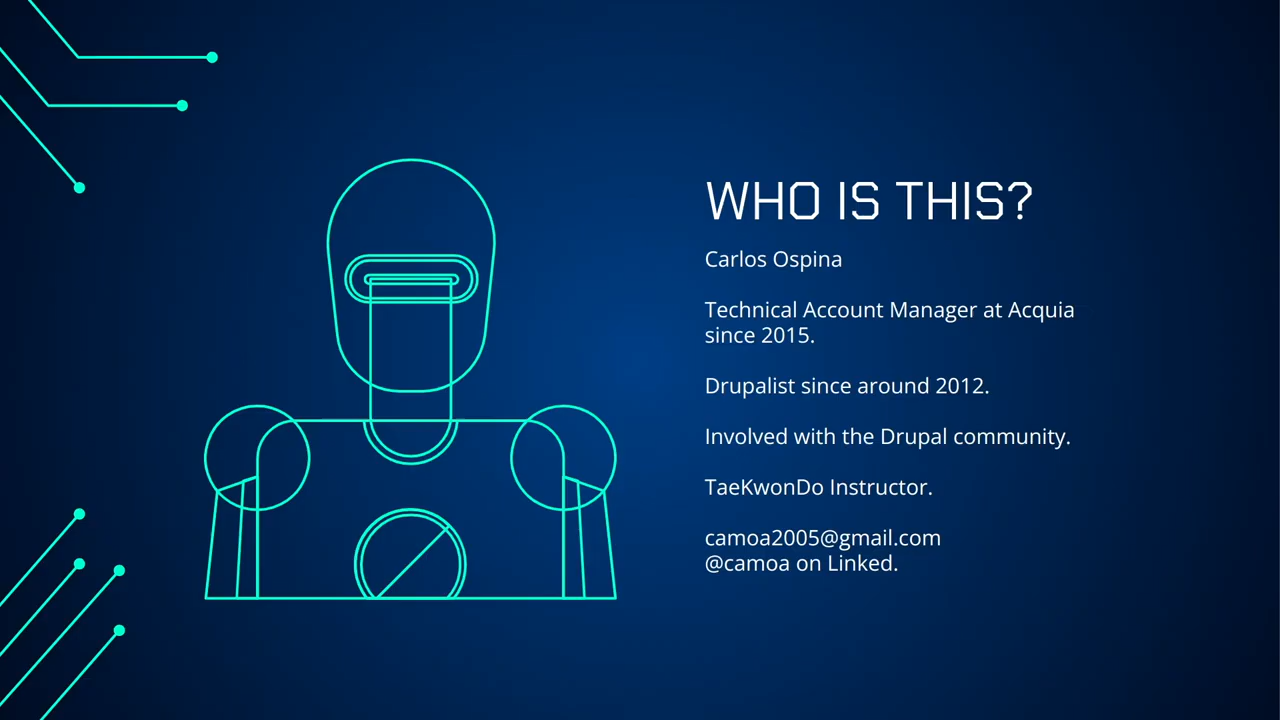 WHO IS THIS?
Carlos Ospina
Technical Account Manager at Acquia
since 2015.
Drupalist since around 2012.
Involved with the Drupal community.
TaeKwonDo Instructor.
camoa2005@gmail.com
@camoa on Linked.